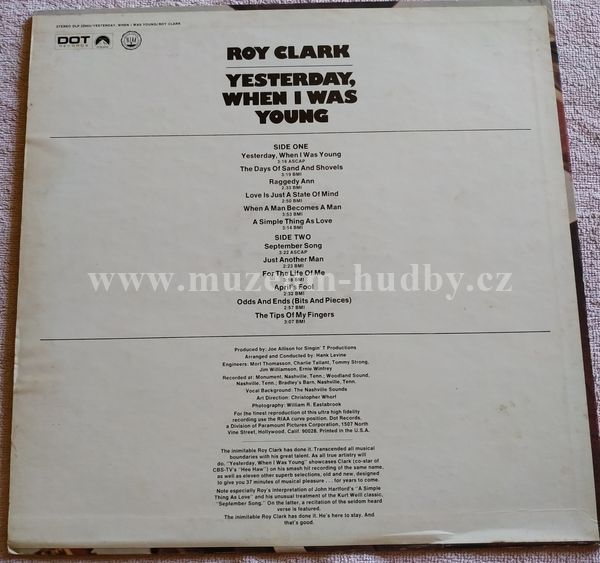 STEREO DLP 25953/YESTERDAY, WHEN I WAS YOUNG/ROY CLARK
DOT
RECORDS
ROY CLARK
YESTERDAY,
WHEN I WAS
YOUNG
SIDE ONE
Yesterday, When I Was Young
3:16 ASCAP
The Days Of Sand And Shovels
3:19 BMI
Raggedy Ann
2:33 BMI
Love Is Just A State Of Mind
2:50 BMI
When A Man Becomes A Man
3:53 BMI
A Simple Thing As Love
3:14 BMI
SIDE TWO
September Song
3:22 ASCAP
Just Another Man
2:23 BMI
For The Life Of Me
BMI
April's Fool
2:32 BMI
Odds And Ends (Bits And Pieces)
2:57 BMI
The Tips Of My Fingers
3:07 BMI
www.muzeum-hudby.cz
Produced by: Joe Allison for Singin' T Productions
Arranged and Conducted by: Hank Levine
Engineers: Mort Thomasson, Charlie Tallent, Tommy Strong,
Jim Williamson, Ernie Winfrey
Recorded at: Monument, Nashville, Tenn.; Woodland Sound,
Nashville, Tenn.; Bradley's Barn, Nashville, Tenn.
Vocal Background: The Nashville Sounds
Art Direction: Christopher Whorf
Photography: William R. Eastabrook
For the finest reproduction of this ultra high fidelity
recording use the RIAA curve position. Dot Records,
a Division of Paramount Pictures Corporation, 1507 North
Vine Street, Hollywood, Calif. 90028. Printed in the U.S.A.
The inimitable Roy Clark has done it. Transcended all musical
boundaries with his great talent. As all true artistry will
do. "Yesterday, When I Was Young" showcases Clark (co-star of
CBS-TV's "Hee Haw") on his smash hit recording of the same name,
as well as eleven other superb selections, old and new, designed
to give you 37 minutes of musical pleasure . . . for years to come.
Note especially Roy's interpretation of John Hartford's "A Simple
Thing As Love" and his unusual treatment of the Kurt Weill classic,
"September Song." On the latter, a recitation of the seldom heard
verse is featured.
The inimitable Roy Clark has done it. He's here to stay. And
that's good.